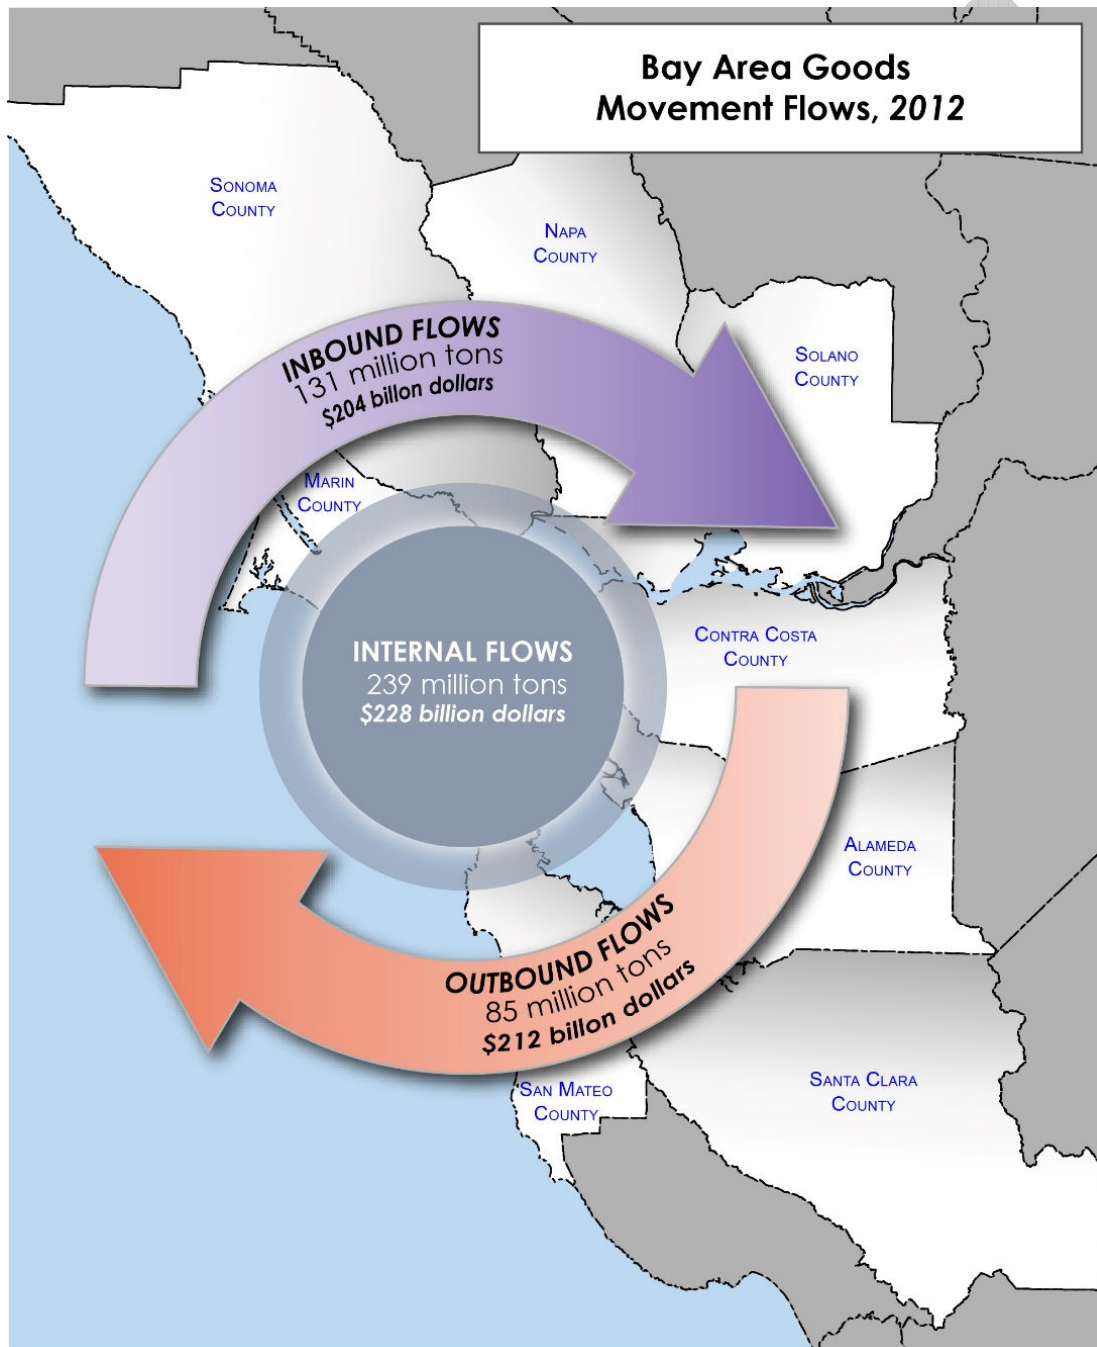 Bay Area Goods
Movement Flows, 2012
SONOMA
COUNTY
NAPA
COUNTY
SOLANO
COUNTY
INBOUND FLOWS
131 million tons
$204 billon dollars
MARIN
COUNTY
CONTRA COSTA
COUNTY
INTERNAL FLOWS
239 million tons
$228 billion dollars
ALAMEDA
COUNTY
OUTBOUND FLOWS
85 million tons
$212 billon dollars
SAN MATEO
COUNTY
SANTA CLARA
COUNTY